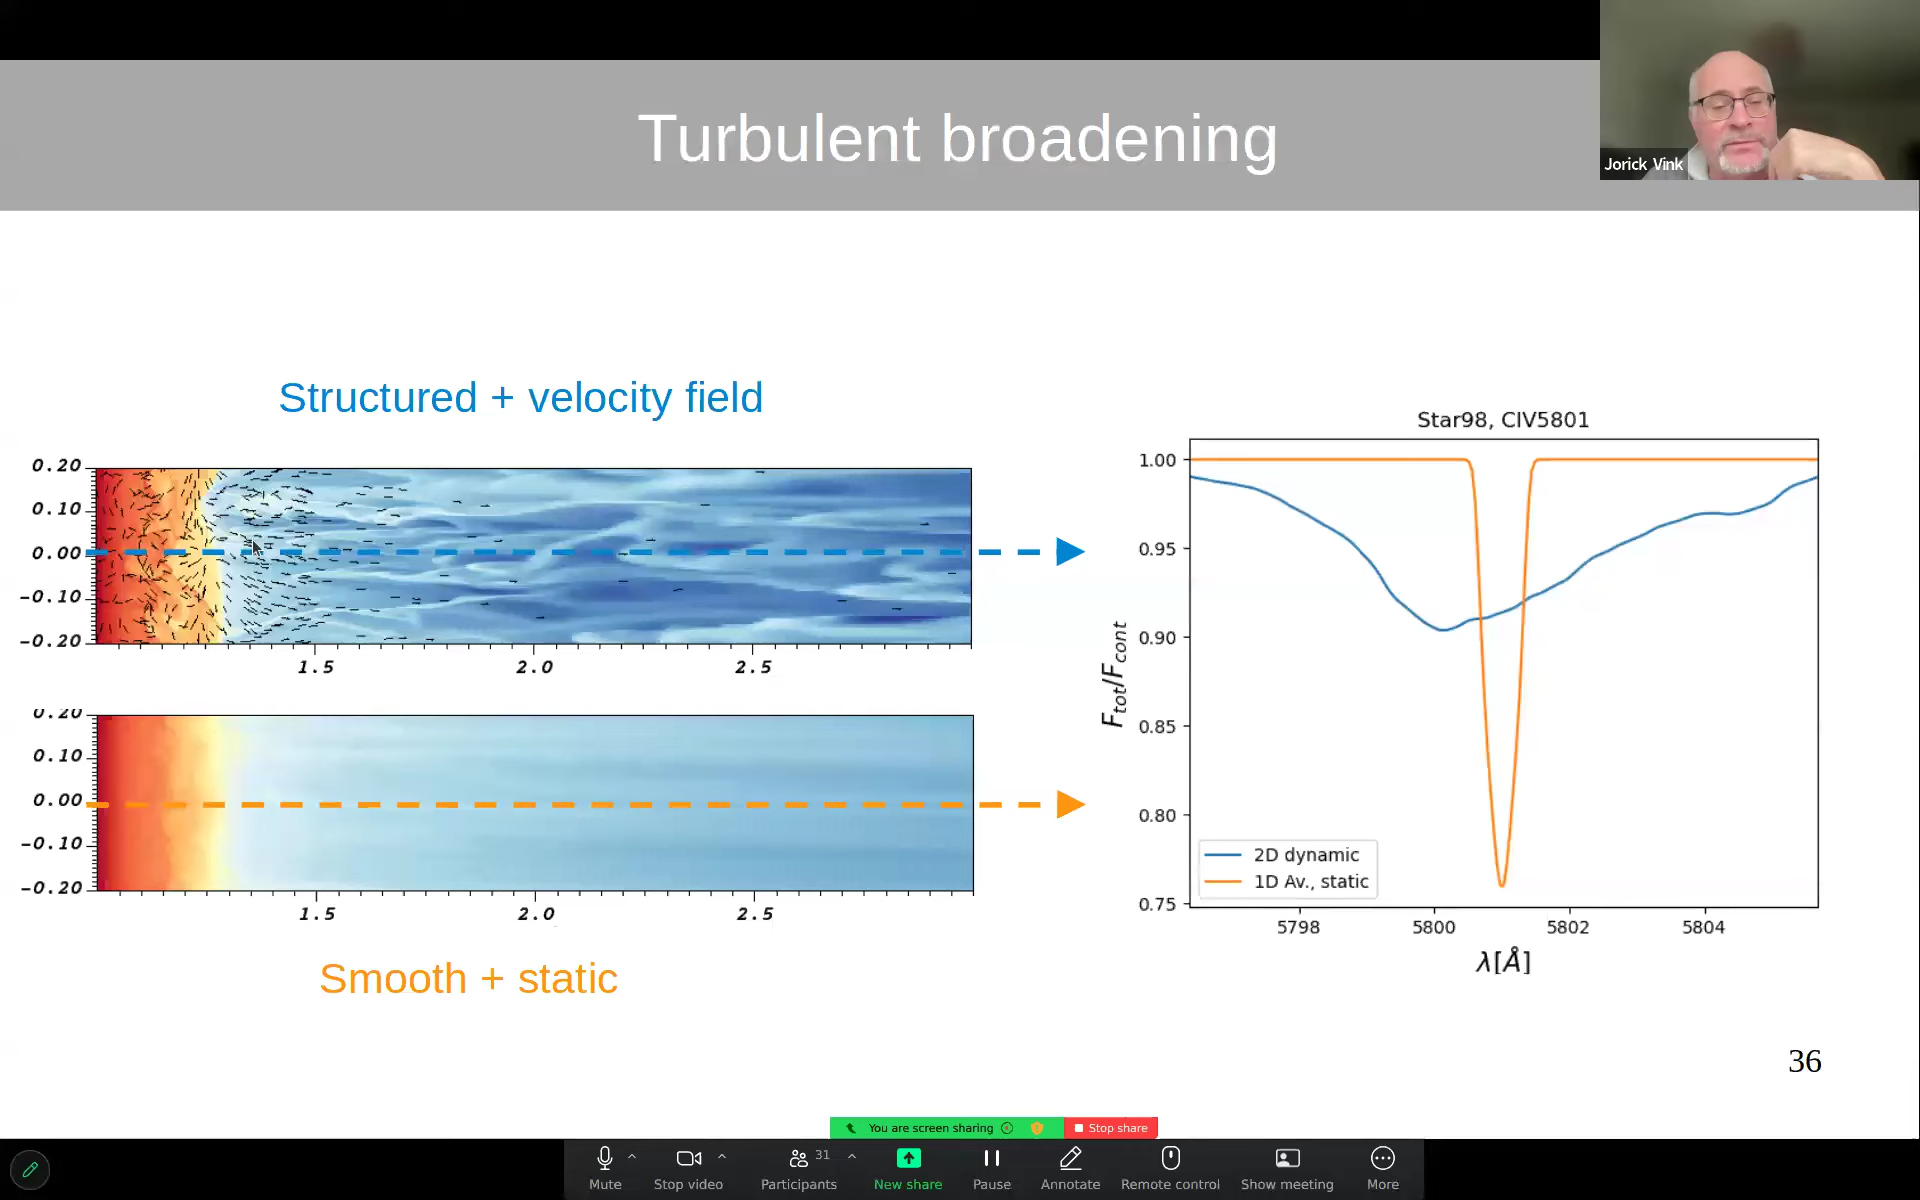 Turbulent broadening
Jorick Vink
Structured + velocity field
0.20
0.10
0.00
-0.10
-0.20
1.5 2.0 2.5
0.20
0.10
0.00
-0.10
-0.20
1.5 2.0 2.5
Smooth + static
Star98, CIV5801
1.00
0.95
0.90
0.85
0.80
0.75
F_tot/F_cont
2D dynamic
1D Av., static
5798 5800 5802 5804
λ[Å]
36
You are screen sharing Stop share
31
Mute Stop video Participants New share Pause Annotate Remote control Show meeting More